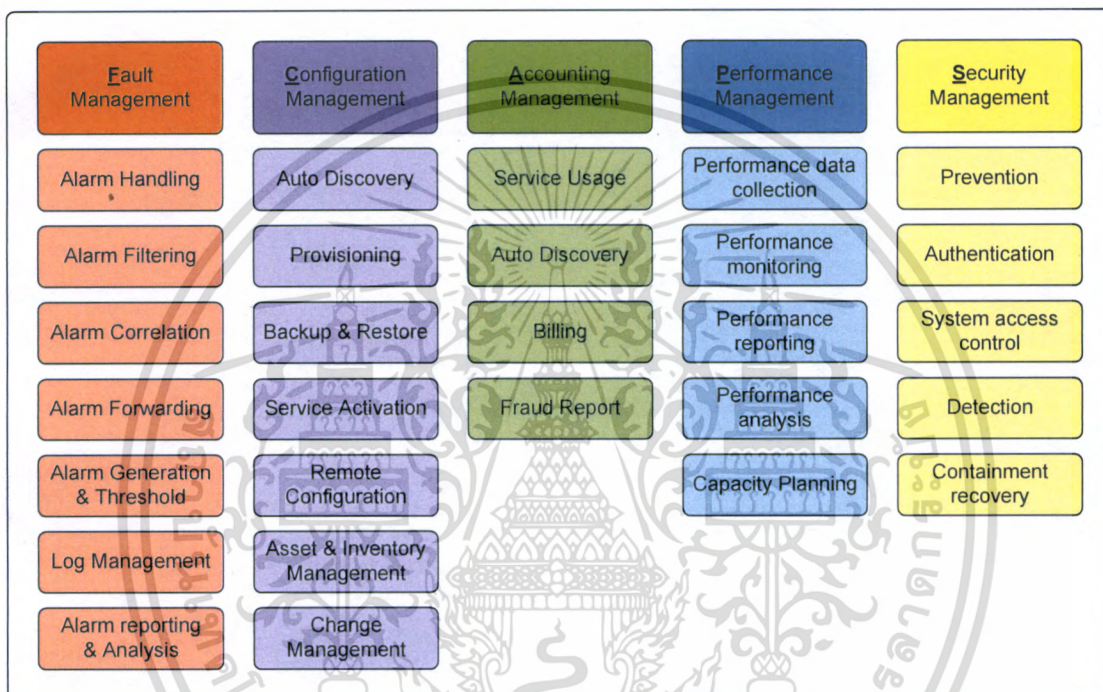 Fault
Management
Configuration
Management
Accounting
Management
Performance
Management
Security
Management
Alarm Handling
Auto Discovery
Service Usage
Performance data
collection
Prevention
Alarm Filtering
Provisioning
Auto Discovery
Performance
monitoring
Authentication
Alarm Correlation
Backup & Restore
Billing
Performance
reporting
System access
control
Alarm Forwarding
Service Activation
Fraud Report
Performance
analysis
Detection
Alarm Generation
& Threshold
Remote
Configuration
Capacity Planning
Containment
recovery
Log Management
Asset & Inventory
Management
Alarm reporting
& Analysis
Change
Management